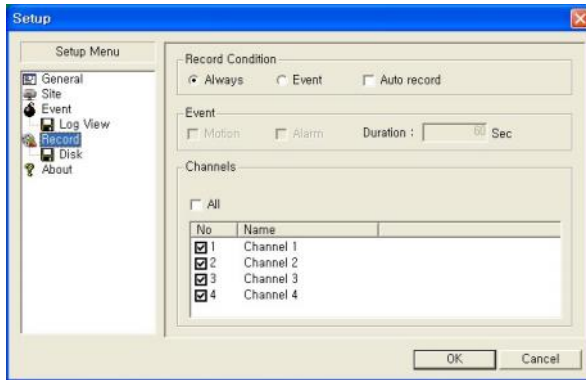 Setup
Setup Menu
General
Site
Event
Log View
Record
Disk
About
Record Condition
Always Event Auto record
Event
Motion Alarm Duration : 60 Sec
Channels
All
No Name
1 Channel 1
2 Channel 2
3 Channel 3
4 Channel 4
OK Cancel